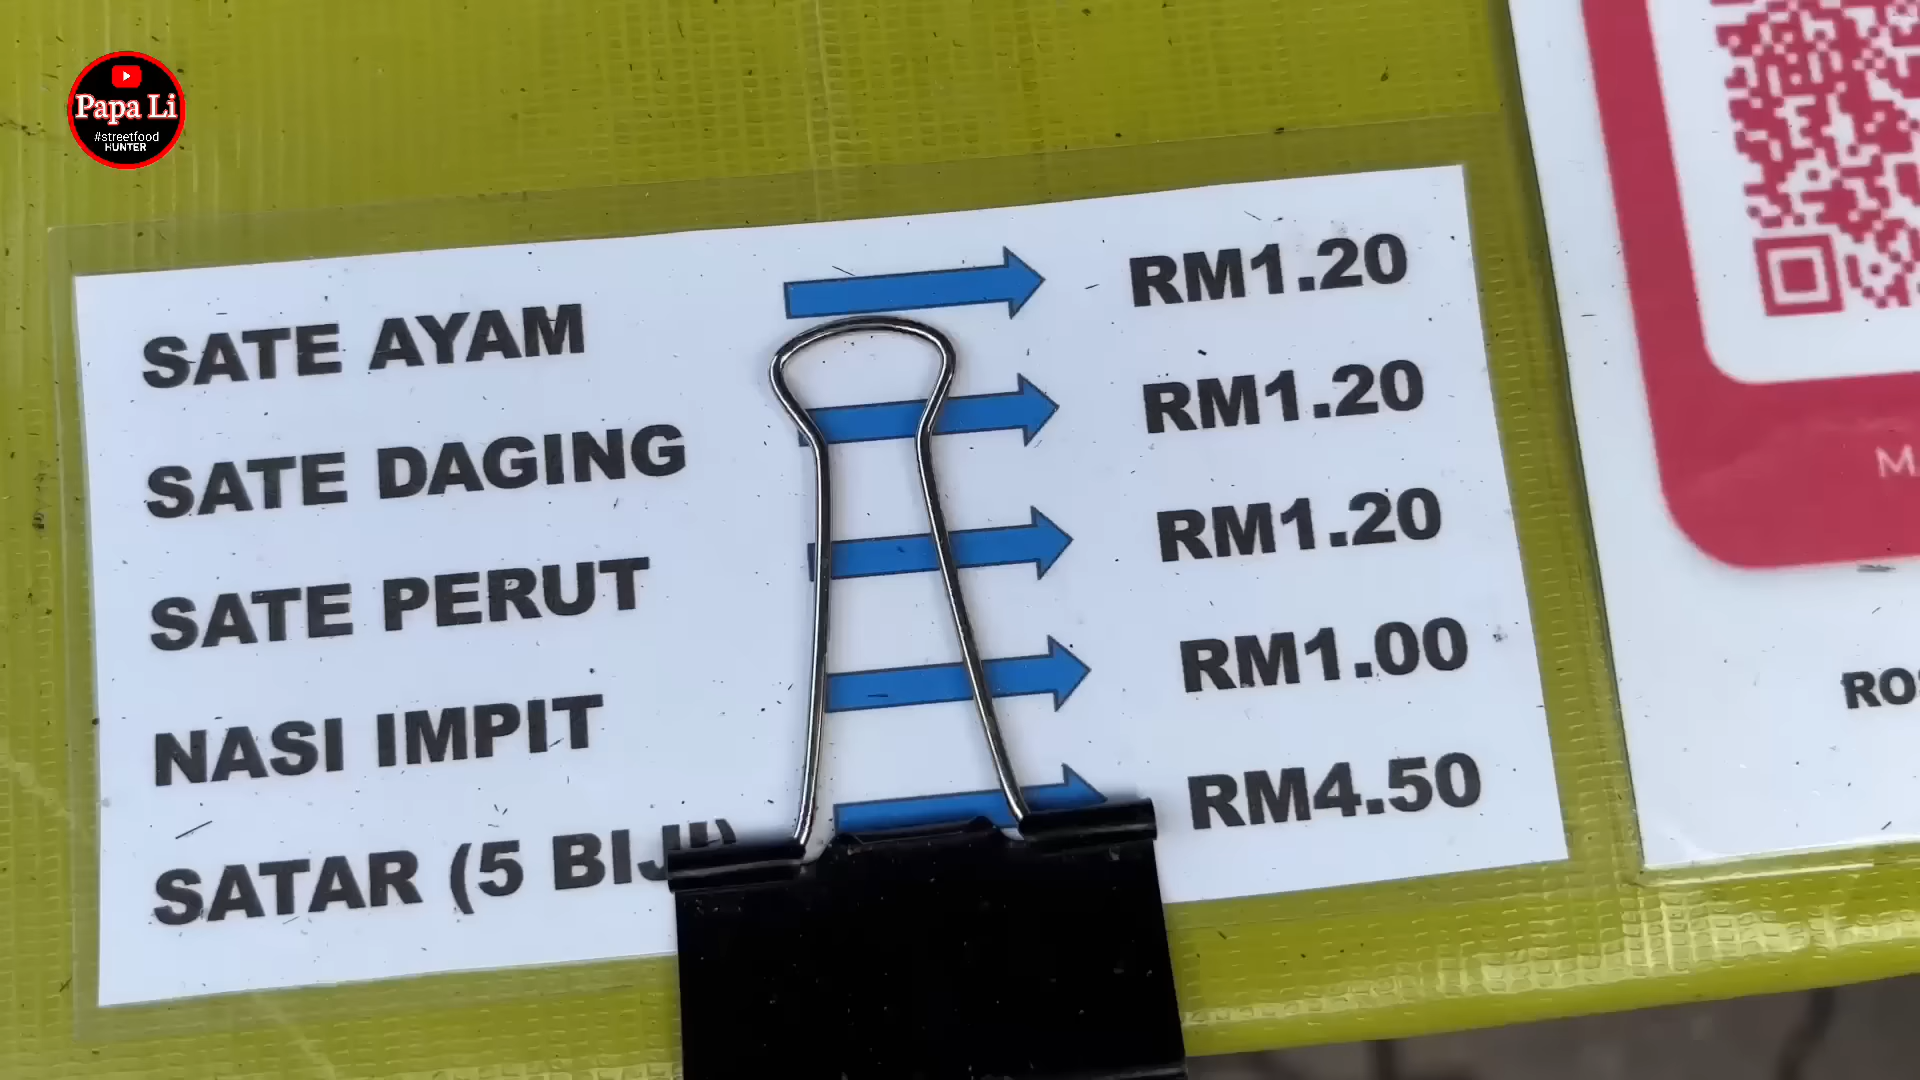 Papa Li
#streetfood
HUNTER
SATE AYAM RM1.20
SATE DAGING RM1.20
SATE PERUT RM1.20
NASI IMPIT RM1.00
SATAR (5 BIJI) RM4.50